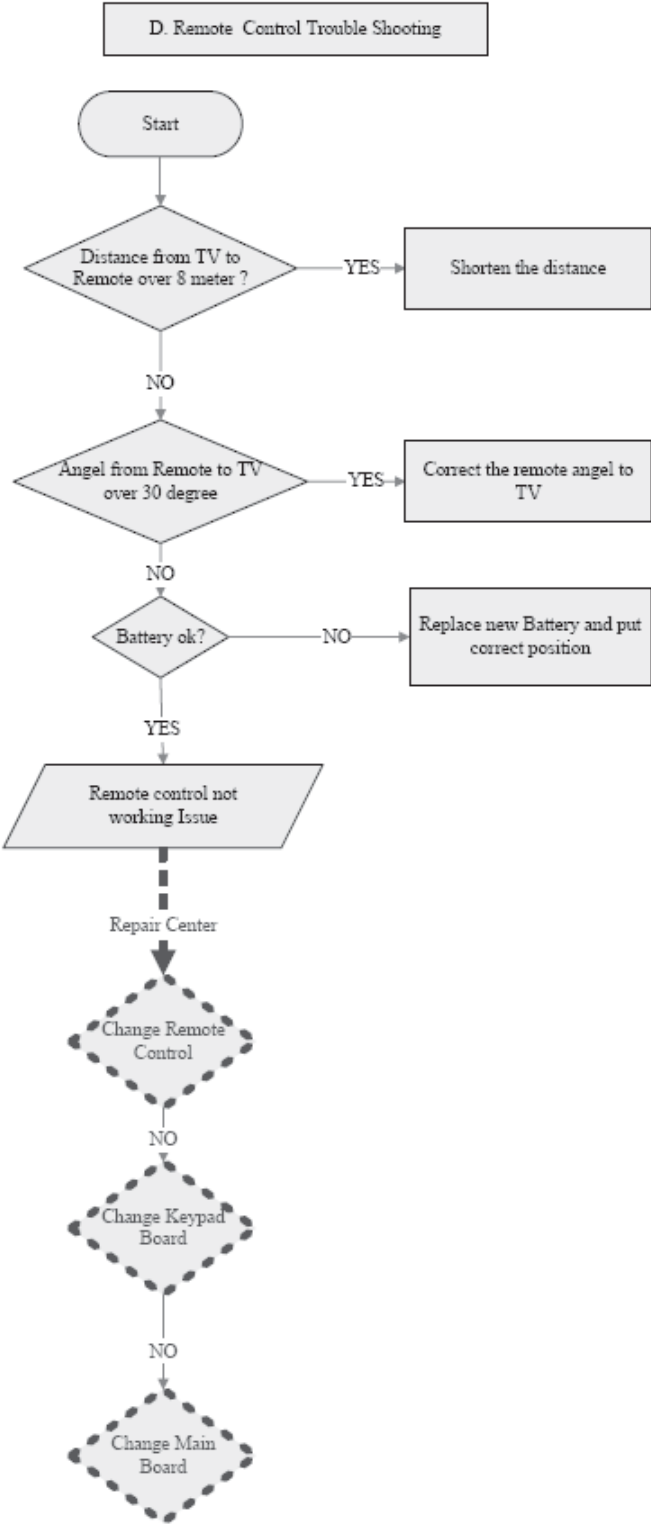 D. Remote Control Trouble Shooting
Start
Distance from TV to
Remote over 8 meter ?
YES
Shorten the distance
NO
Angel from Remote to TV
over 30 degree
YES
Correct the remote angel to
TV
NO
Battery ok?
NO
Replace new Battery and put
correct position
YES
Remote control not
working Issue
Repair Center
Change Remote
Control
NO
Change Keypad
Board
NO
Change Main
Board